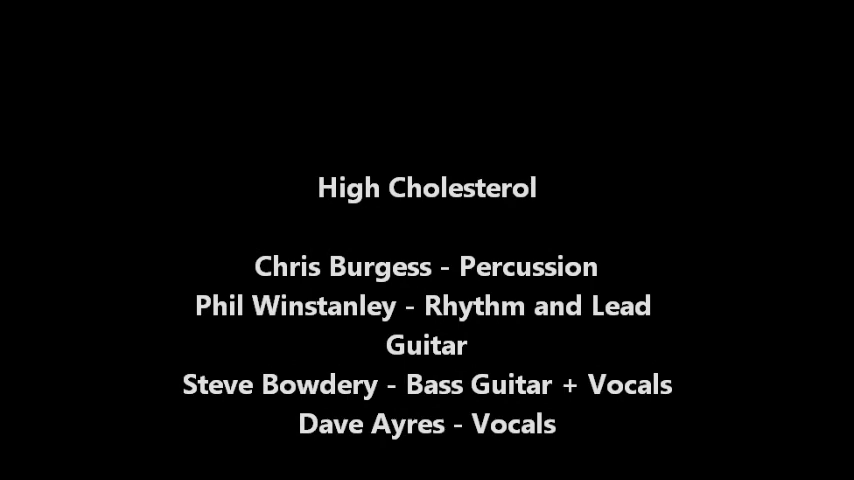 High Cholesterol
Chris Burgess - Percussion
Phil Winstanley - Rhythm and Lead
Guitar
Steve Bowdery - Bass Guitar + Vocals
Dave Ayres - Vocals